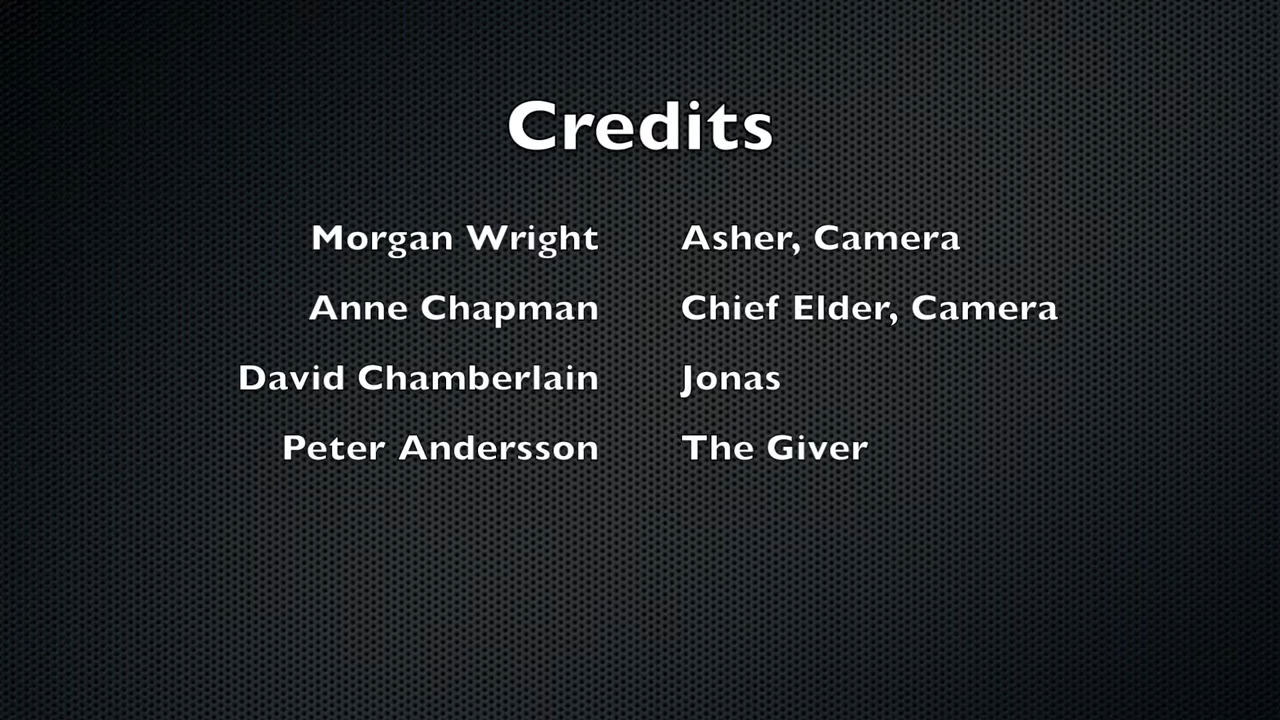 Credits
Morgan Wright Asher, Camera
Anne Chapman Chief Elder, Camera
David Chamberlain Jonas
Peter Andersson The Giver